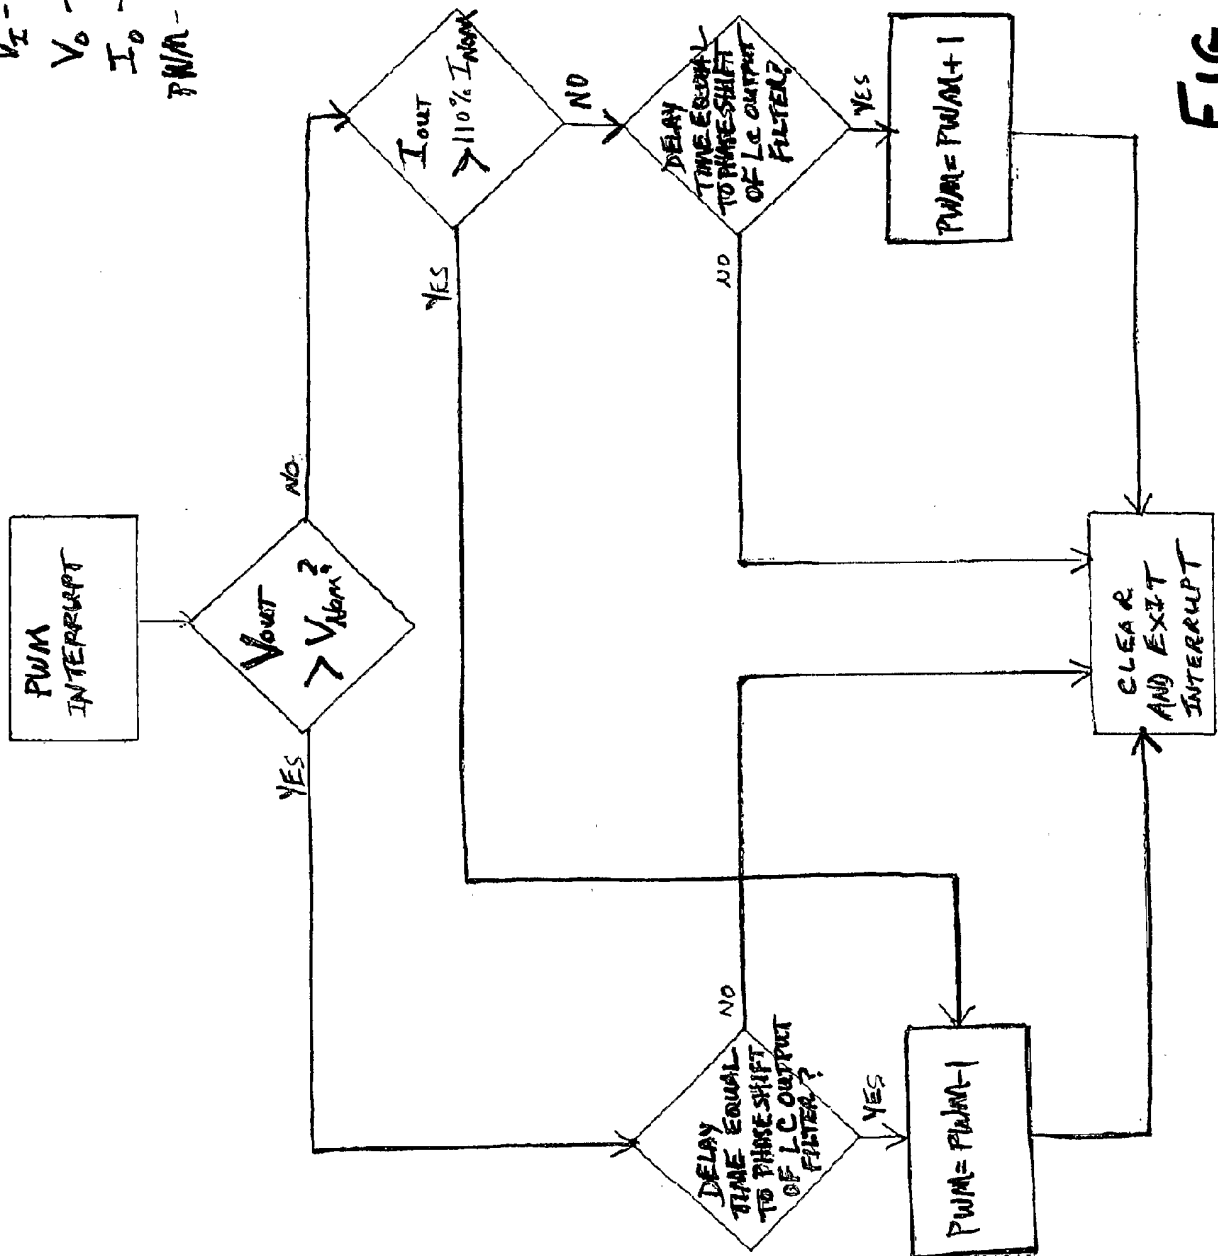 VI -
VO -
IO -
PWM -
PWM
INTERRUPT
VOUT
> VNOM?
YES
NO
IOUT
>110% INOM
YES
NO
DELAY
TIME EQUAL
TO PHASE SHIFT
OF LC OUTPUT
FILTER?
NO
YES
PWM=PWM-1
DELAY
TIME EQUAL
TO PHASE SHIFT
OF LC OUTPUT
FILTER?
NO
YES
PWM=PWM+1
CLEAR
AND EXIT
INTERRUPT
FIG